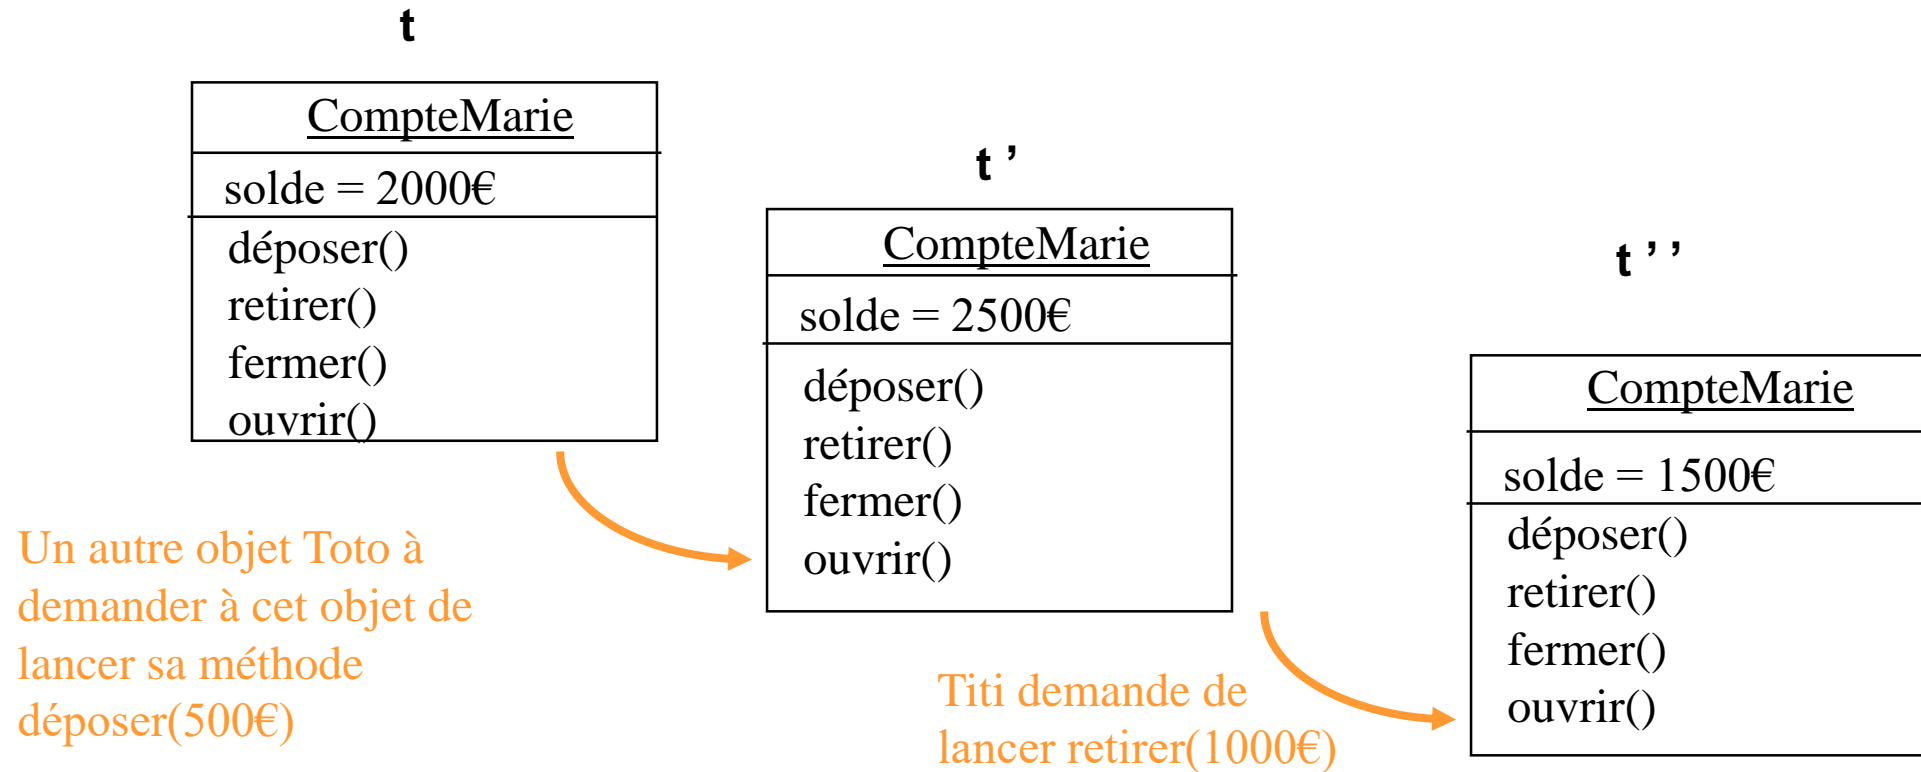 t
CompteMarie
solde = 2000€
déposer()
retirer()
fermer()
ouvrir()
Un autre objet Toto à
demander à cet objet de
lancer sa méthode
déposer(500€)
t ’
CompteMarie
solde = 2500€
déposer()
retirer()
fermer()
ouvrir()
Titi demande de
lancer retirer(1000€)
t ’ ’
CompteMarie
solde = 1500€
déposer()
retirer()
fermer()
ouvrir()